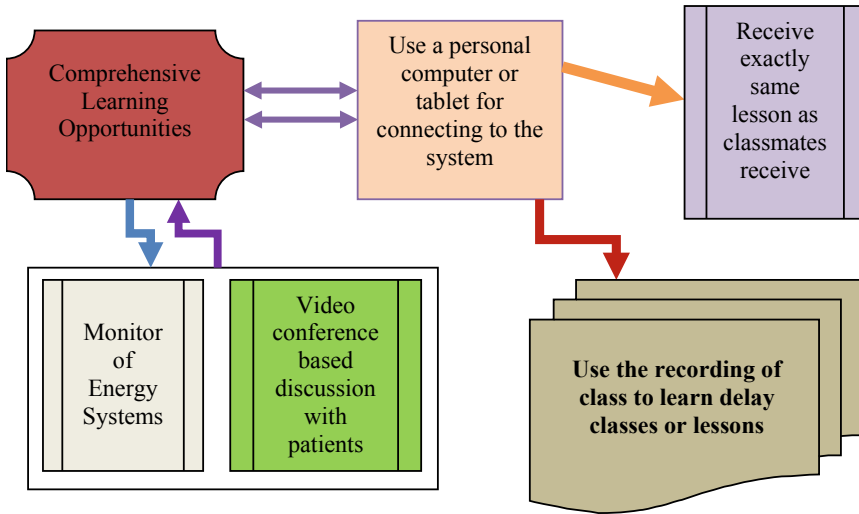 Comprehensive
Learning
Opportunities
Use a personal
computer or
tablet for
connecting to the
system
Receive
exactly
same
lesson as
classmates
receive
Monitor
of
Energy
Systems
Video
conference
based
discussion
with
patients
Use the recording of
class to learn delay
classes or lessons